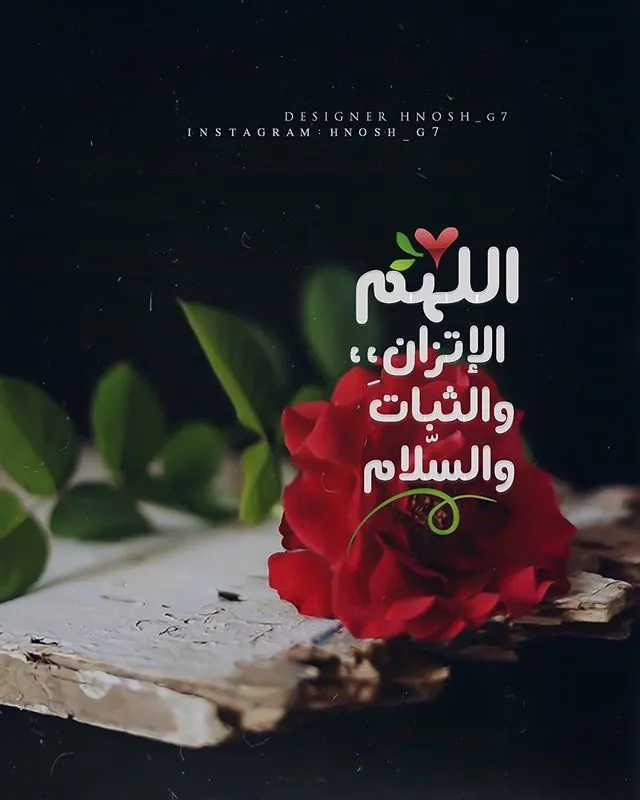 DESIGNER HNOSH_G7
INSTAGRAM: HNOSH_G7
اللهم
الإتزانِ،،
والثبات
والسّلام